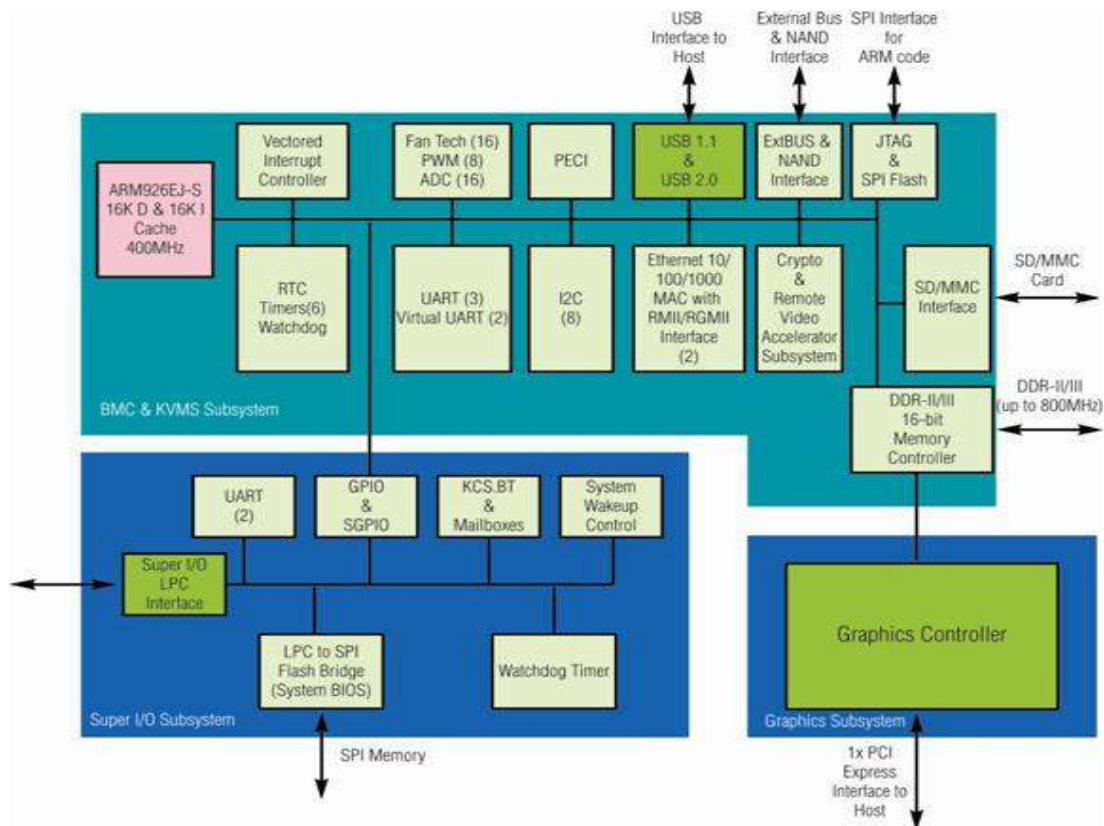 USB
Interface to
Host
External Bus
& NAND
Interface
SPI Interface
for
ARM code
Vectored
Interrupt
Controller
Fan Tech (16)
PWM (8)
ADC (16)
PECI
USB 1.1
&
USB 2.0
ExtBUS &
NAND
Interface
JTAG
&
SPI Flash
ARM926EJ-S
16K D & 16K I
Cache
400MHz
RTC
Timers(6)
Watchdog
UART (3)
Virtual UART (2)
I2C
(8)
Ethernet 10/
100/1000
MAC with
RMII/RGMII
Interface
(2)
Crypto
&
Remote
Video
Accelerator
Subsystem
SD/MMC
Interface
SD/MMC
Card
BMC & KVMS Subsystem
DDR-II/III
16-bit
Memory
Controller
DDR-II/III
(up to 800MHz)
UART
(2)
GPIO
&
SGPIO
KCS.BT
&
Mailboxes
System
Wakeup
Control
Super I/O
LPC
Interface
LPC to SPI
Flash Bridge
(System BIOS)
Watchdog Timer
Super I/O Subsystem
SPI Memory
Graphics Controller
Graphics Subsystem
1x PCI
Express
Interface to
Host